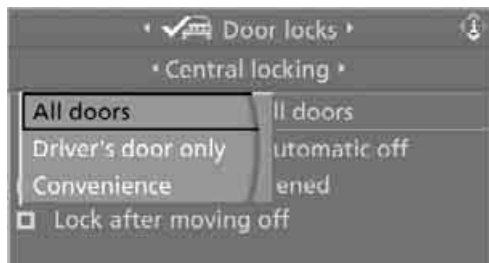 Door locks
Central locking
All doors
ll doors
Driver's door only
utomatic off
Convenience
ened
Lock after moving off